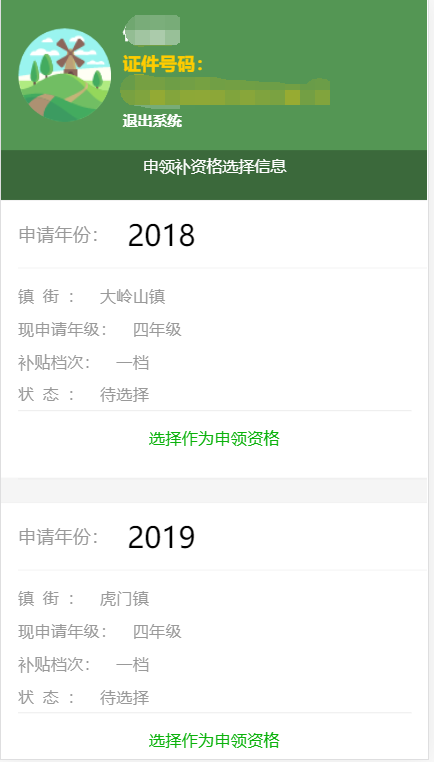 证件号码：
退出系统
申领补资格选择信息
申请年份： 2018
镇 街 ： 大岭山镇
现申请年级： 四年级
补贴档次： 一档
状 态 ： 待选择
选择作为申领资格
申请年份： 2019
镇 街 ： 虎门镇
现申请年级： 四年级
补贴档次： 一档
状 态 ： 待选择
选择作为申领资格